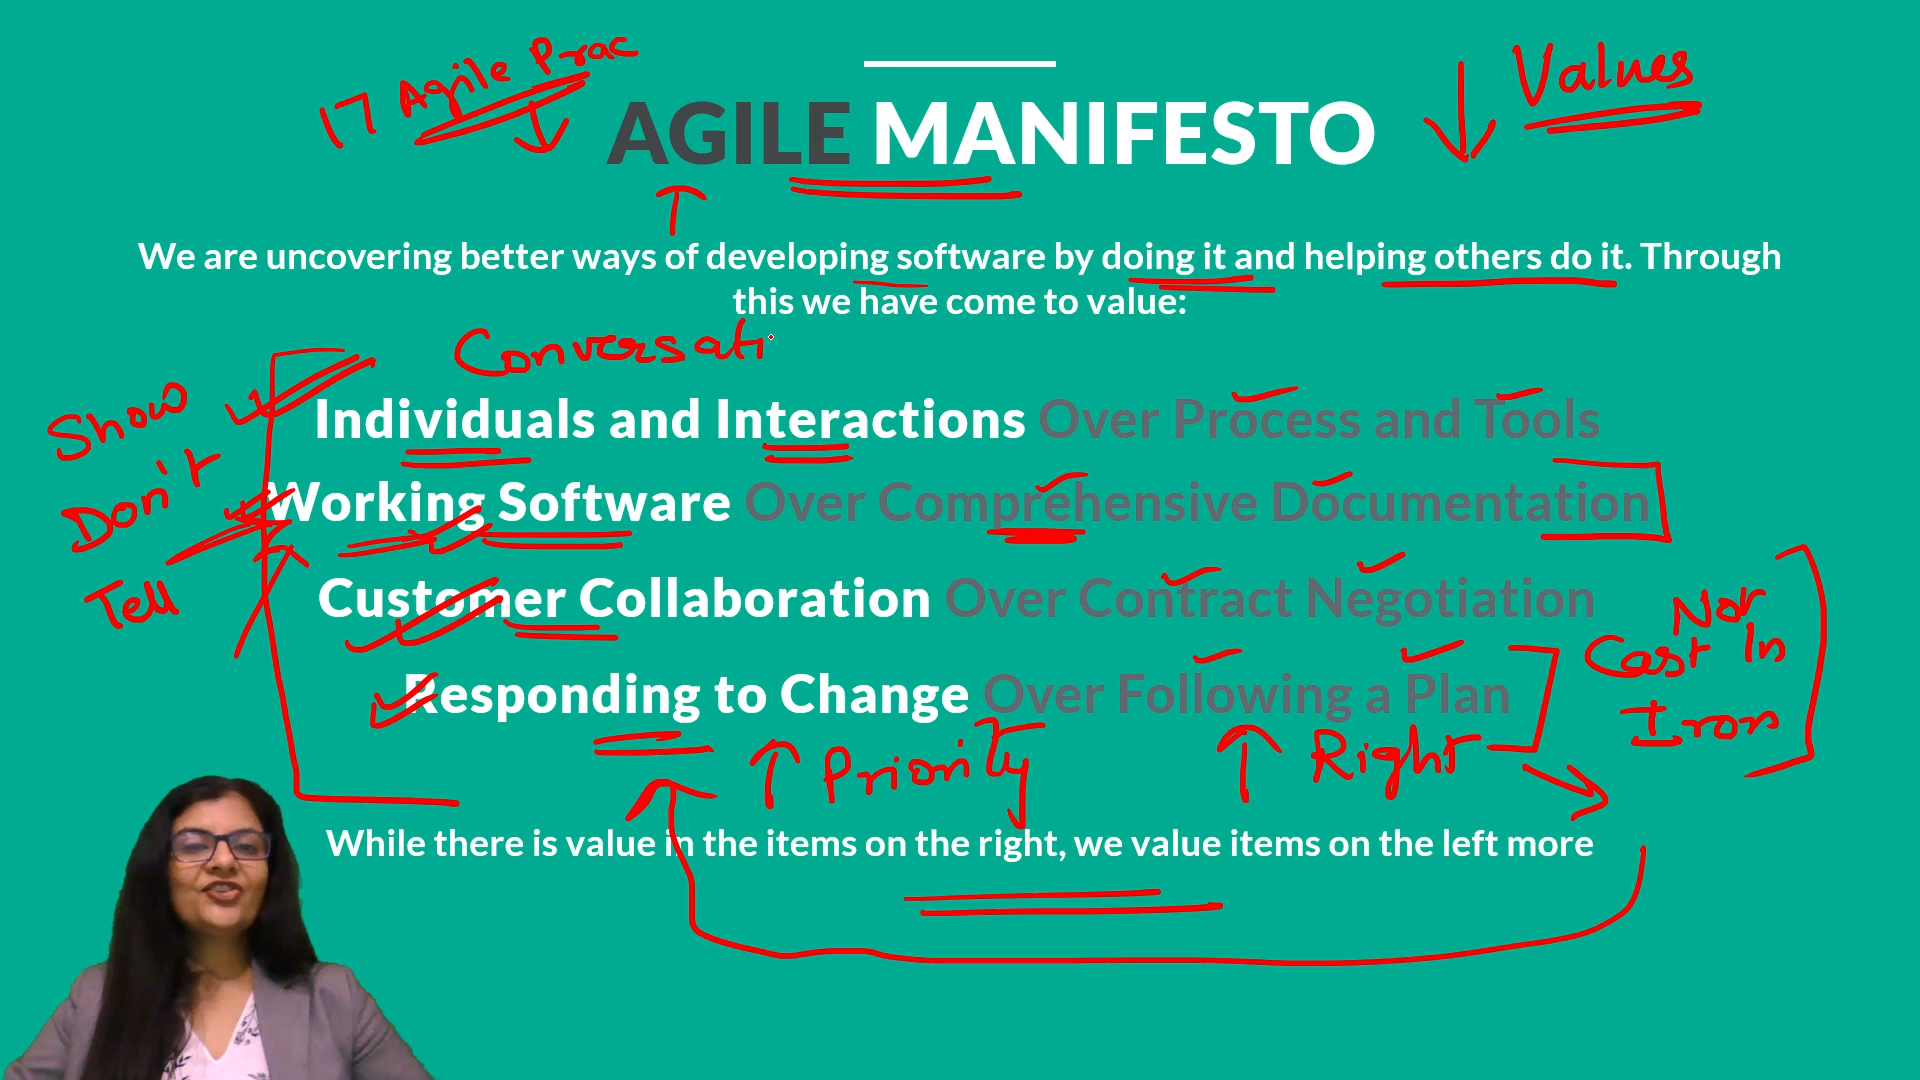 17 Agile Prac
Values
AGILE MANIFESTO
We are uncovering better ways of developing software by doing it and helping others do it. Through
this we have come to value:
Conversati
Individuals and Interactions Over Process and Tools
Show
Don't
Tell
Working Software Over Comprehensive Documentation
Customer Collaboration Over Contract Negotiation
Not
Cast In
Iron
Responding to Change Over Following a Plan
Priority
Right
While there is value in the items on the right, we value items on the left more